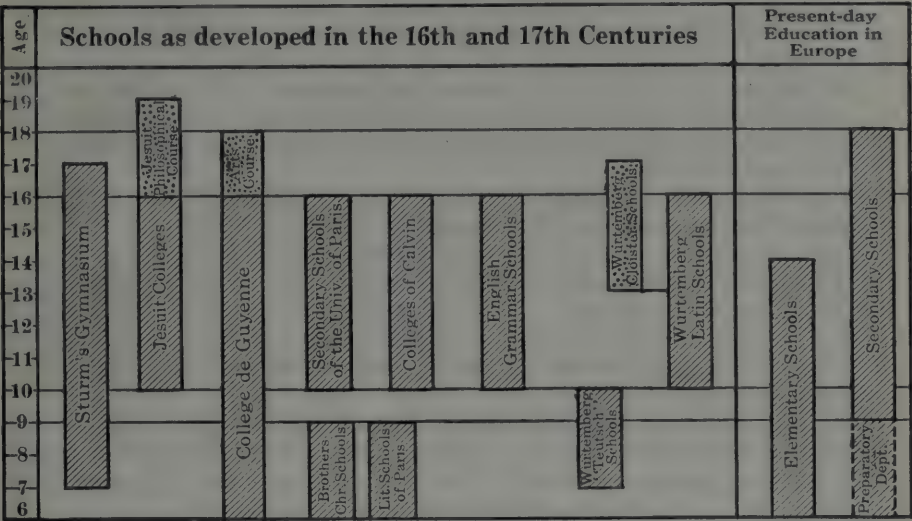 Age
Schools as developed in the 16th and 17th Centuries
Present-day
Education in
Europe
20
19
18
17
16
15
14
13
12
11
10
9
8
7
6
Sturm's Gymnasium
Jesuit
Philosophical
Course
Jesuit Colleges
Arts
Course
College de Guyenne
Secondary Schools
of the Univ. of Paris
Brothers
Chr. Schools
Colleges of Calvin
Lit. Schools
of Paris
English
Grammar Schools
Wurtemberg
Cloister Schools
Wurtemberg
Teutsch
Schools
Wurtemberg
Latin Schools
Elementary Schools
Secondary Schools
Preparatory
Dept.